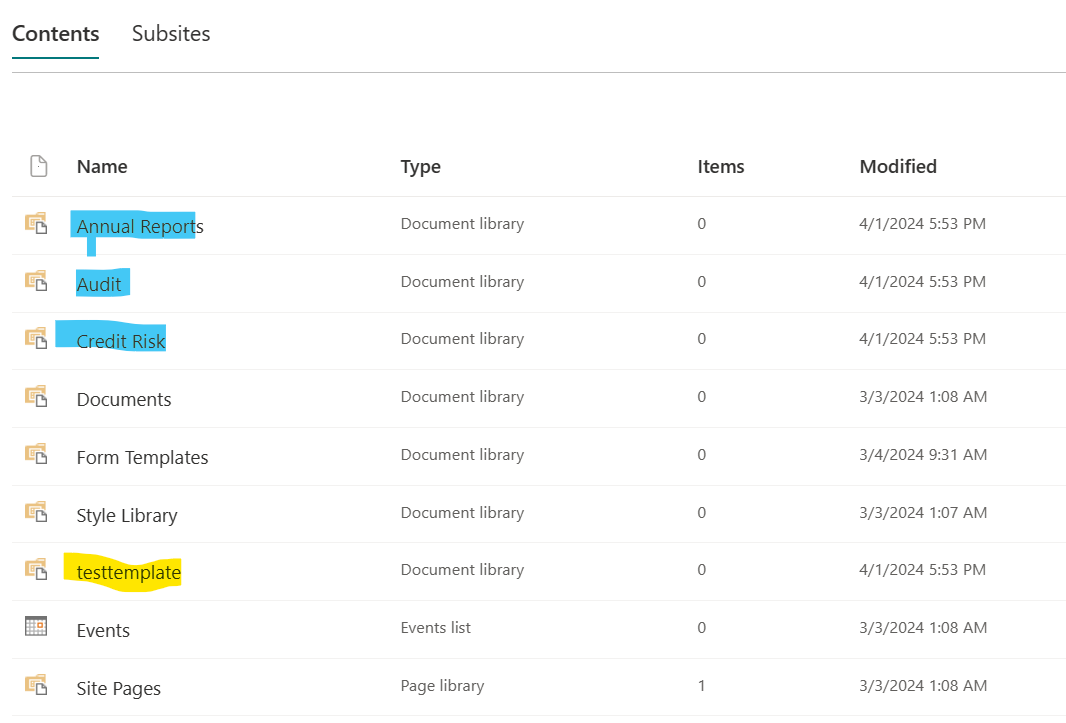 Contents Subsites
Name Type Items Modified
Annual Reports Document library 0 4/1/2024 5:53 PM
Audit Document library 0 4/1/2024 5:53 PM
Credit Risk Document library 0 4/1/2024 5:53 PM
Documents Document library 0 3/3/2024 1:08 AM
Form Templates Document library 0 3/4/2024 9:31 AM
Style Library Document library 0 3/3/2024 1:07 AM
testtemplate Document library 0 4/1/2024 5:53 PM
Events Events list 0 3/3/2024 1:08 AM
Site Pages Page library 1 3/3/2024 1:08 AM